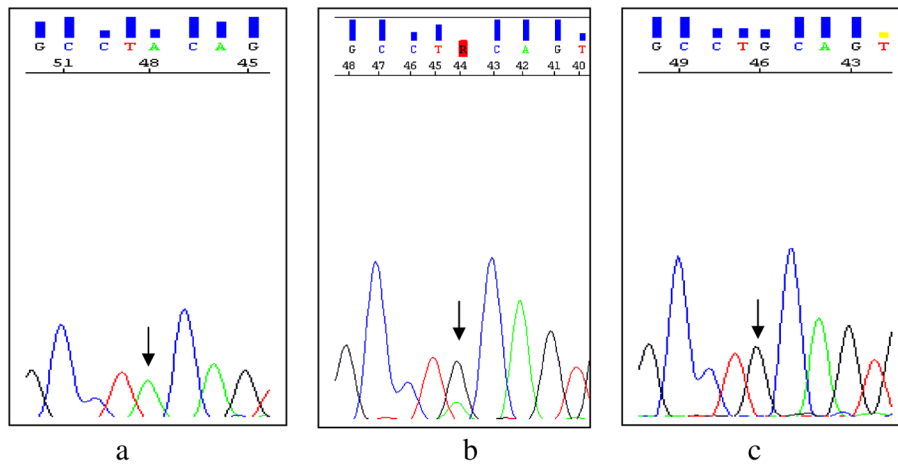 G C C T A C A G
51 48 45
a
G C C T R C A G T
48 47 46 45 44 43 42 41 40
b
G C C T G C A G T
49 46 43
c